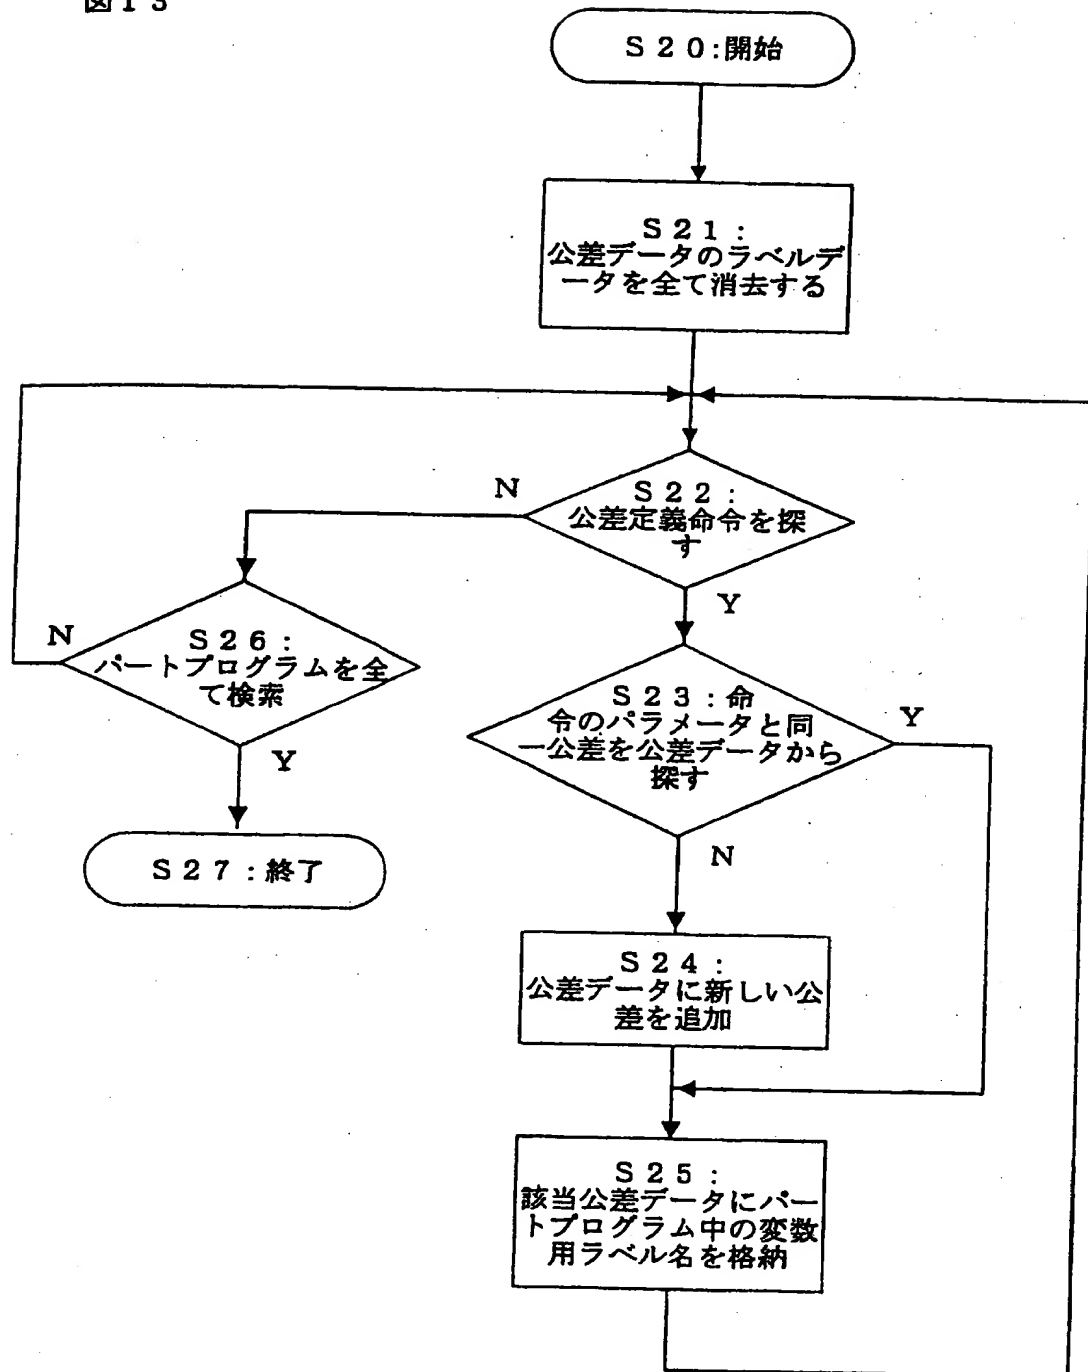 図13
S20:開始
S21:
公差データのラベルデ
ータを全て消去する
N
S22:
公差定義命令を探
す
Y
N
S26:
パートプログラムを全
て検索
Y
S27:終了
S23:命
令のパラメータと同
一公差を公差データから
探す
Y
N
S24:
公差データに新しい公
差を追加
S25:
該当公差データにパー
トプログラム中の変数
用ラベル名を格納